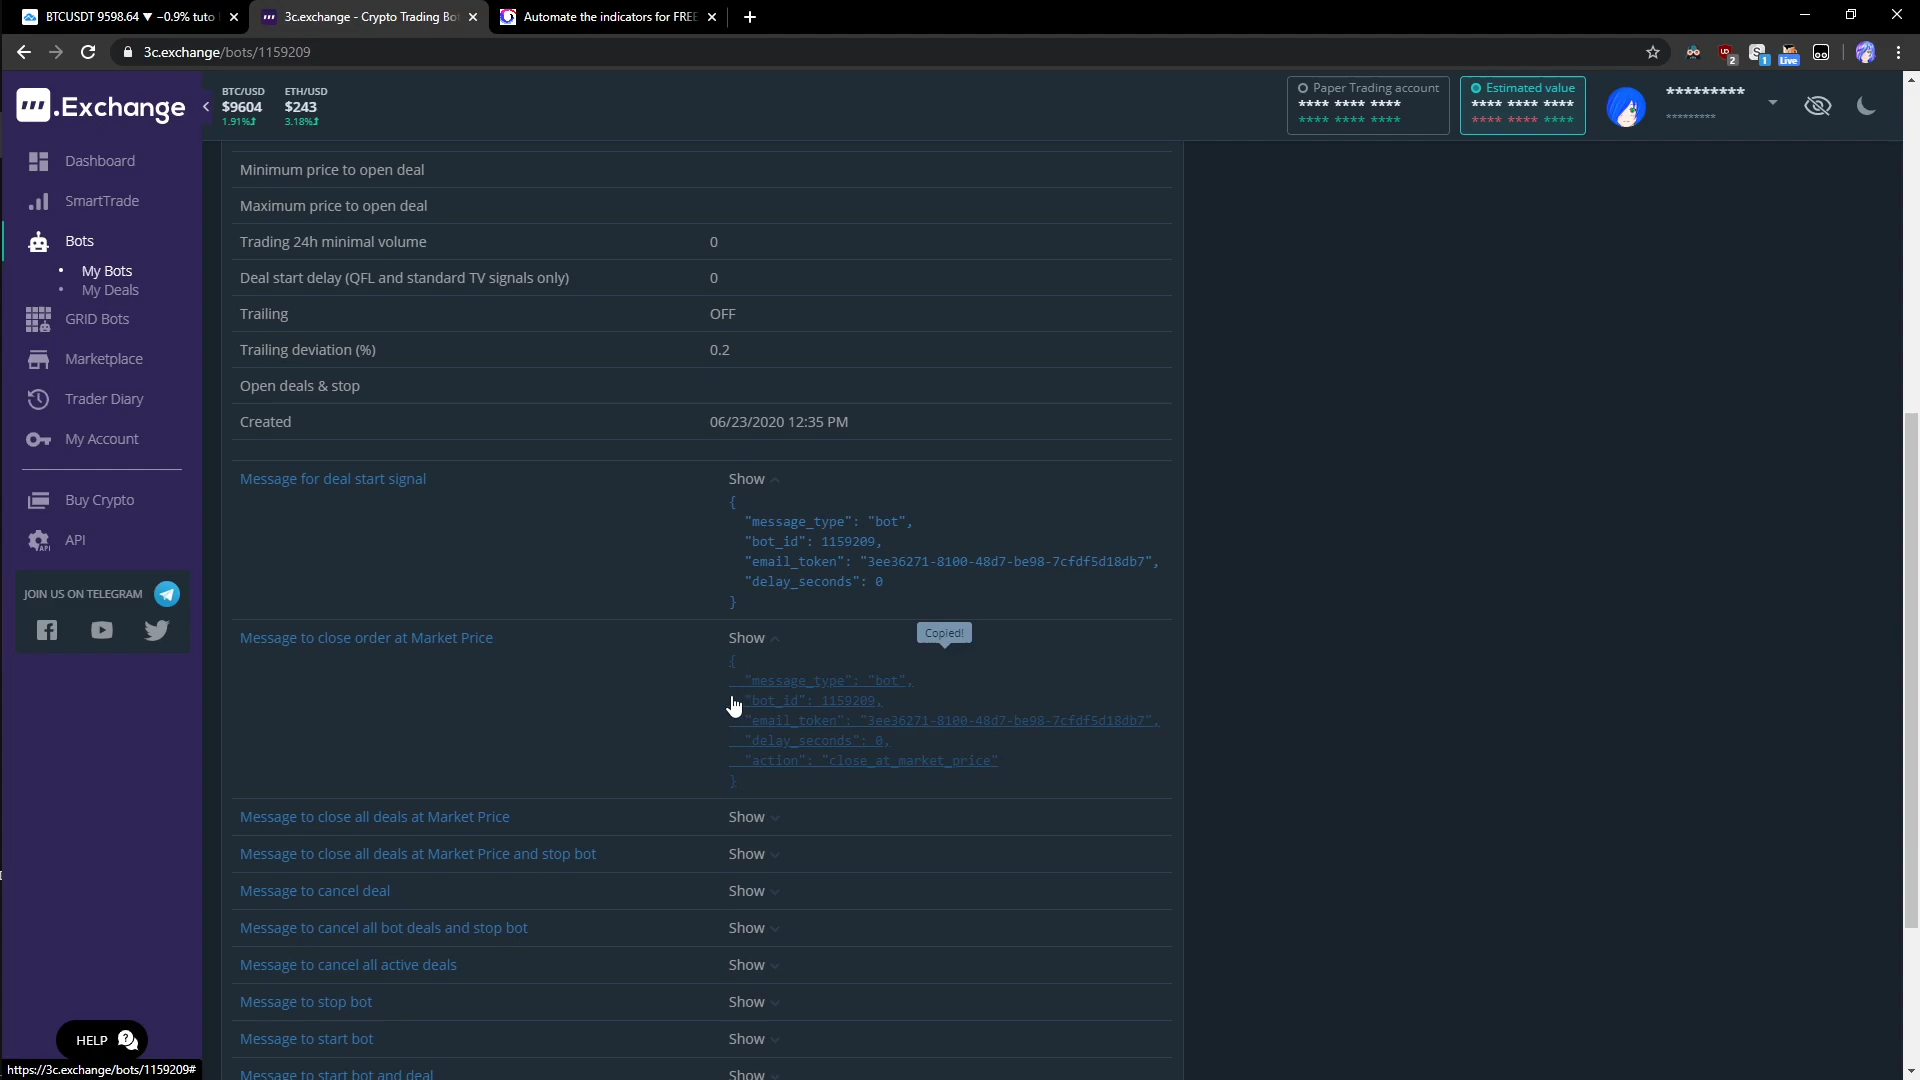 BTCUSDT 9598.64 ▼ −0.9% tuto
3c.exchange - Crypto Trading Bot
Automate the indicators for FREE
3c.exchange/bots/1159209
2
1
Live
.Exchange
BTC/USD
$9604
1.91%
ETH/USD
$243
3.18%
Paper Trading account
**** **** ****
**** **** ****
Estimated value
**** **** ****
**** **** ****
*********
*********
Dashboard
SmartTrade
Bots
My Bots
My Deals
GRID Bots
Marketplace
Trader Diary
My Account
Buy Crypto
API
JOIN US ON TELEGRAM
HELP
https://3c.exchange/bots/1159209#
Minimum price to open deal
Maximum price to open deal
Trading 24h minimal volume 0
Deal start delay (QFL and standard TV signals only) 0
Trailing OFF
Trailing deviation (%) 0.2
Open deals & stop
Created 06/23/2020 12:35 PM
Message for deal start signal Show
{
"message_type": "bot",
"bot_id": 1159209,
"email_token": "3ee36271-8100-48d7-be98-7cfdf5d18db7",
"delay_seconds": 0
}
Message to close order at Market Price Show
Copied!
{
"message_type": "bot",
"bot_id": 1159209,
"email_token": "3ee36271-8100-48d7-be98-7cfdf5d18db7",
"delay_seconds": 0,
"action": "close_at_market_price"
}
Message to close all deals at Market Price Show
Message to close all deals at Market Price and stop bot Show
Message to cancel deal Show
Message to cancel all bot deals and stop bot Show
Message to cancel all active deals Show
Message to stop bot Show
Message to start bot Show
Message to start bot and deal Show